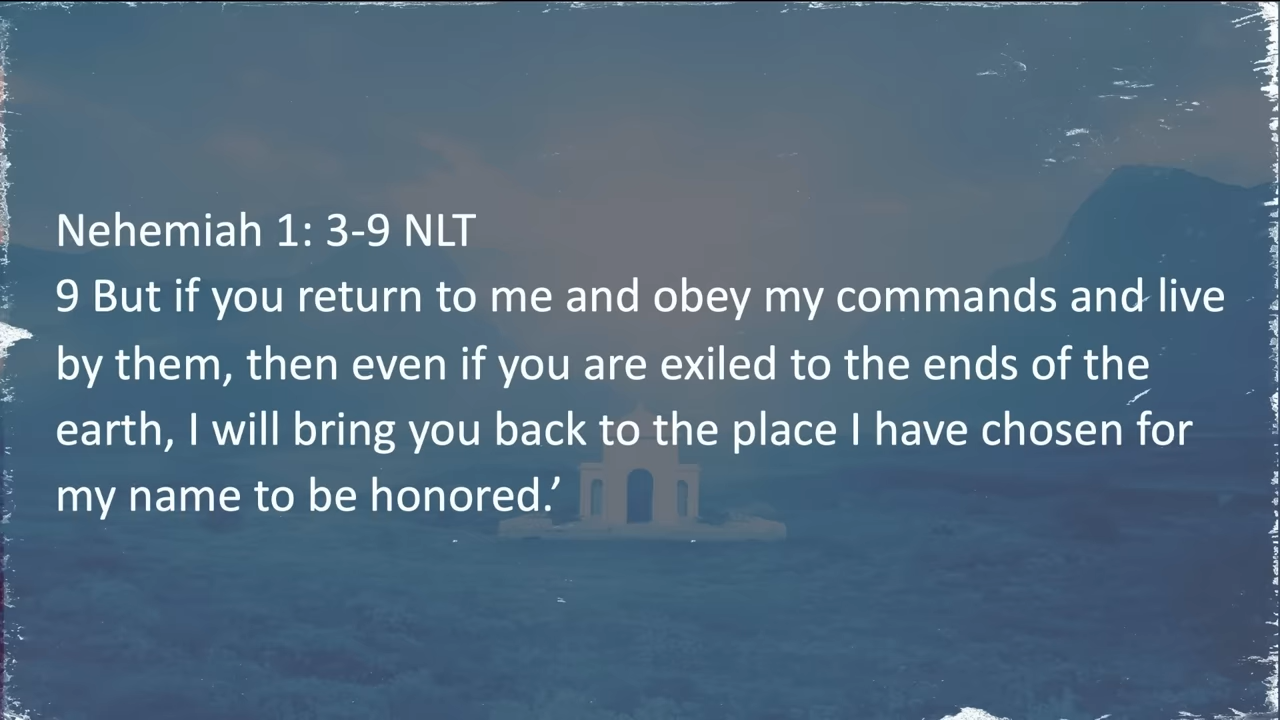 Nehemiah 1: 3-9 NLT
9 But if you return to me and obey my commands and live
by them, then even if you are exiled to the ends of the
earth, I will bring you back to the place I have chosen for
my name to be honored.’